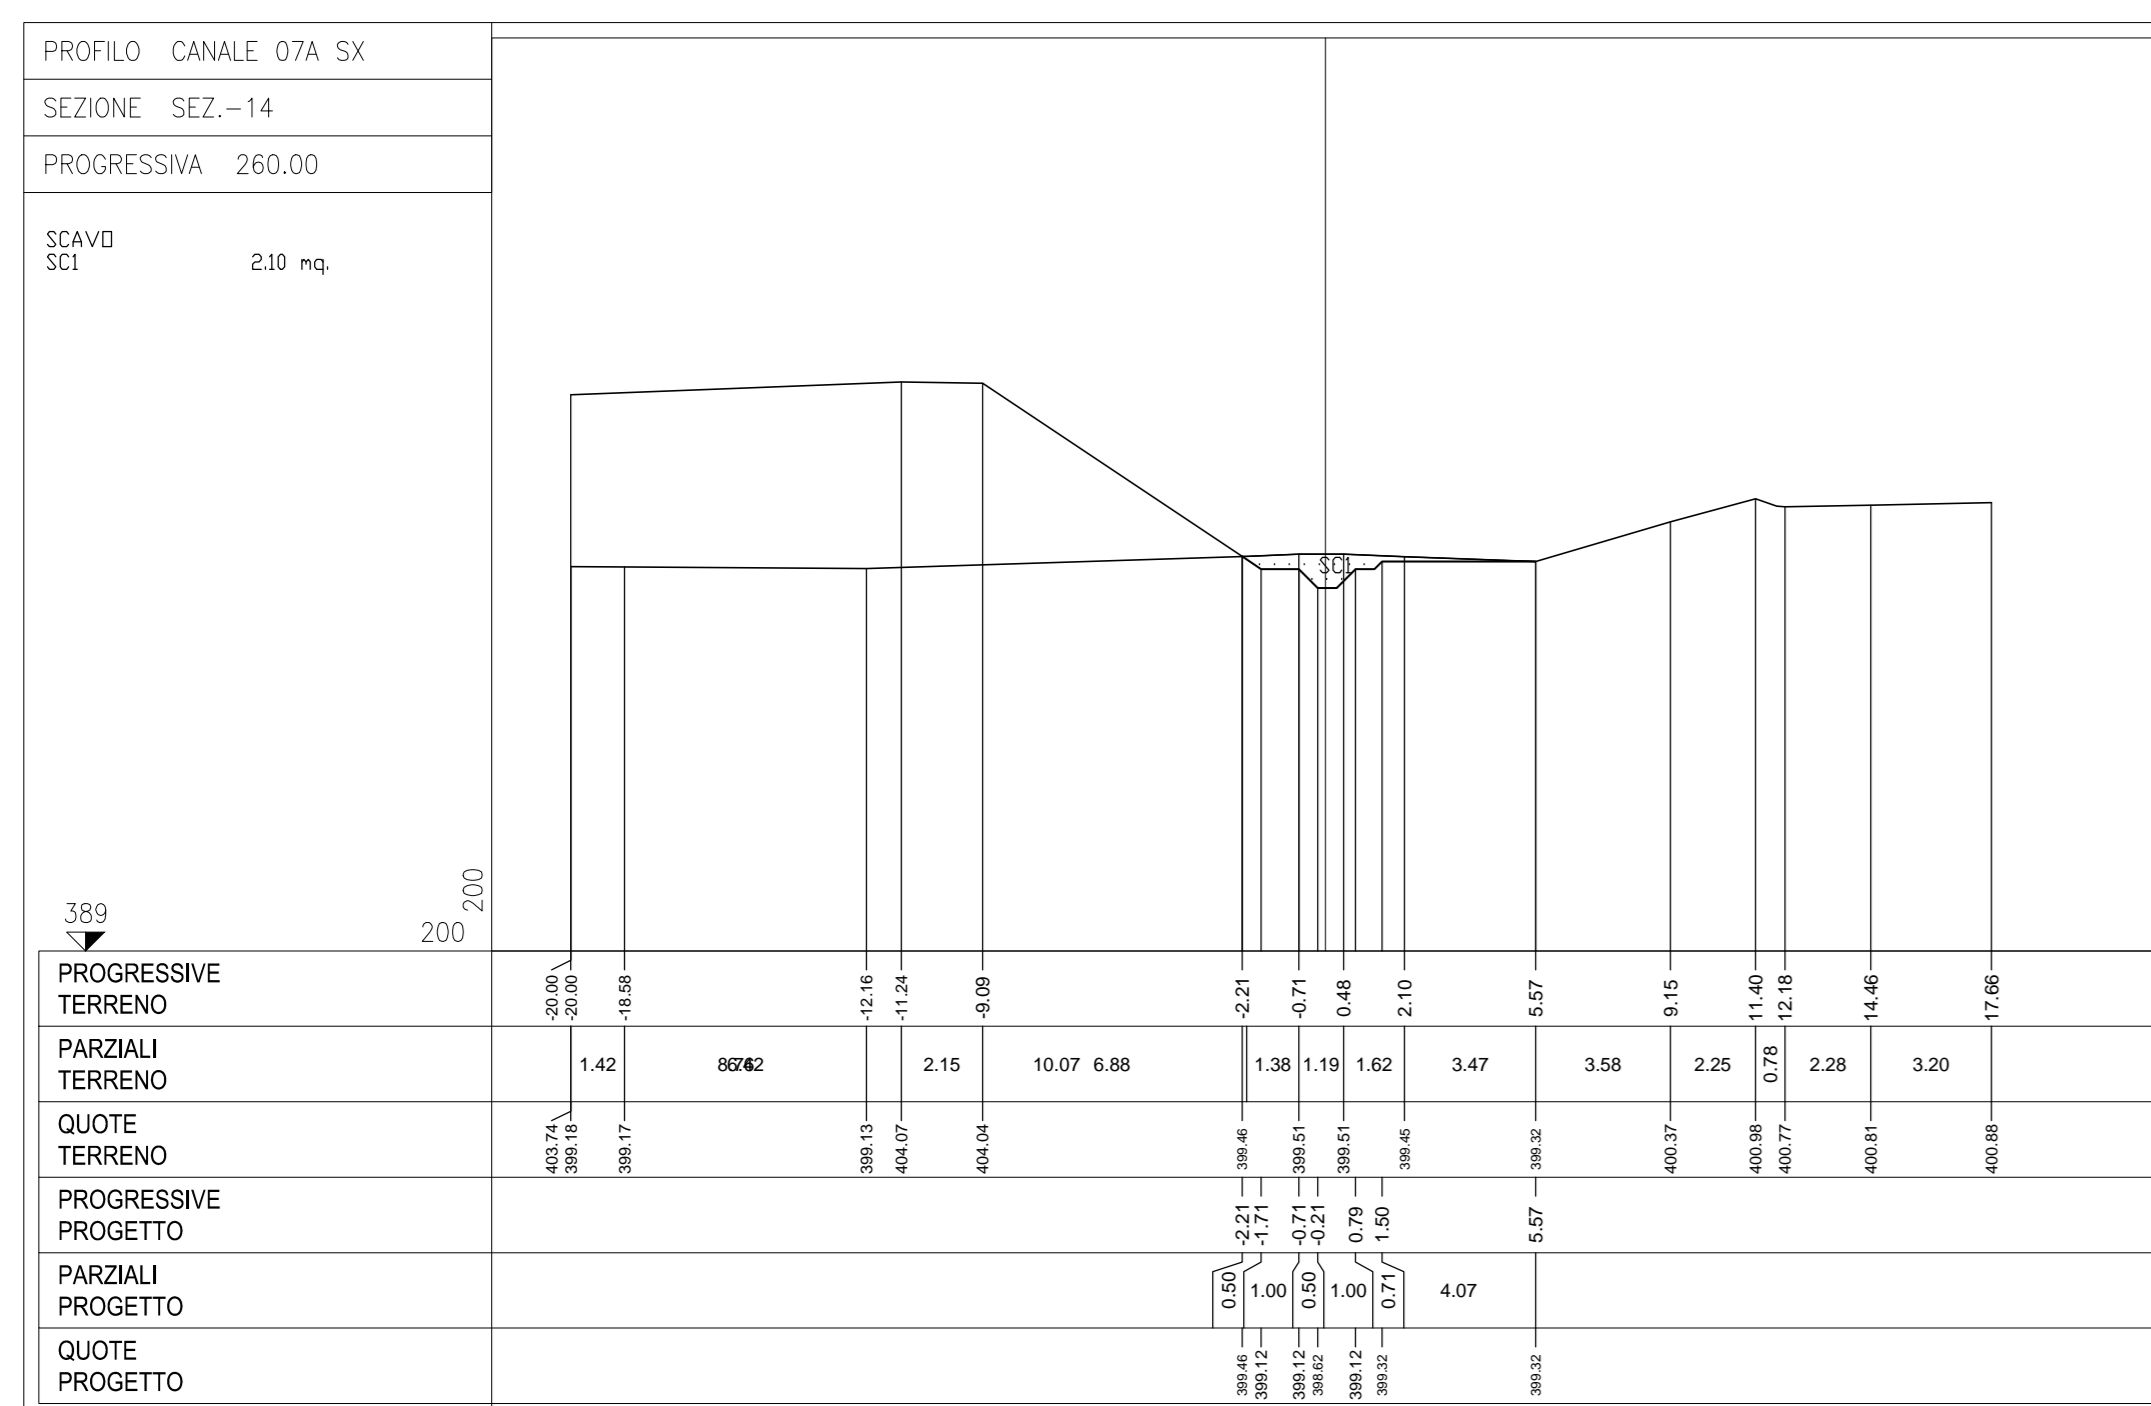 PROFILO CANALE 07A SX
SEZIONE SEZ.-14
PROGRESSIVA 260.00
SCAVO
SC1 2.10 mq.
SC1
200
389 200
PROGRESSIVE
TERRENO
-20.00 -20.00 -18.58 -12.16 -11.24 -9.09 -2.21 -0.71 0.48 2.10 5.57 9.15 11.40 12.18 14.46 17.66
PARZIALI
TERRENO
1.42 2.15 10.07 6.88 1.38 1.19 1.62 3.47 3.58 2.25 0.78 2.28 3.20
QUOTE
TERRENO
403.74 399.18 399.17 399.13 404.07 404.04 399.46 399.51 399.51 399.45 399.32 400.37 400.98 400.77 400.81 400.88
PROGRESSIVE
PROGETTO
-2.21 -1.71 -0.71 -0.21 0.79 1.50 5.57
PARZIALI
PROGETTO
0.50 1.00 0.50 1.00 0.71 4.07
QUOTE
PROGETTO
399.46 399.12 399.12 398.62 399.12 399.32 399.32